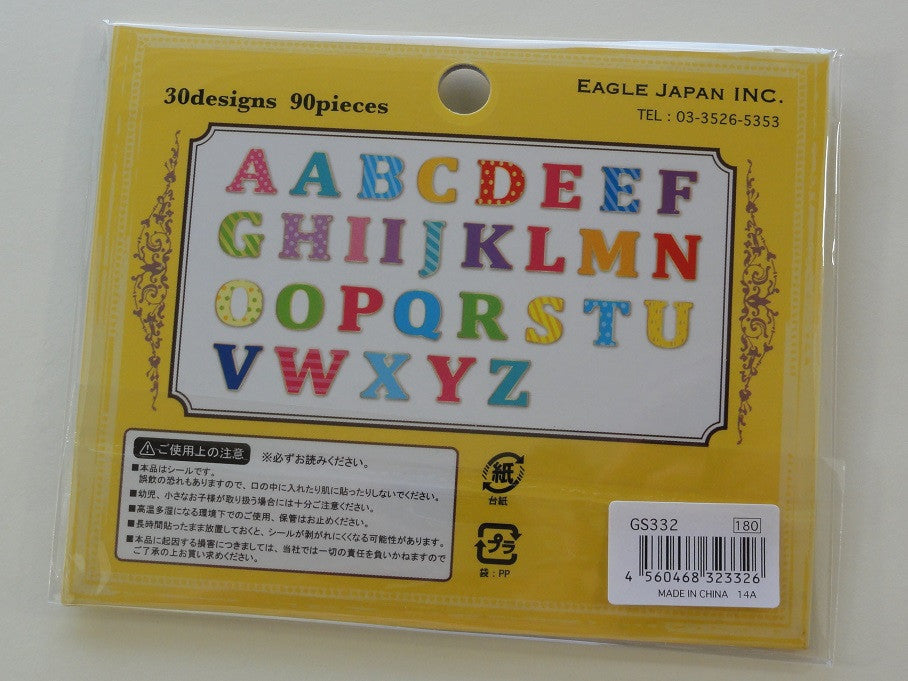 30designs 90pieces
EAGLE JAPAN INC.
TEL : 03-3526-5353
A A B C D E E F
G H I I J K L M N
O O P Q R S T U
V W X Y Z
ご使用上の注意 ※必ずお読みください。
■本品はシールです。
誤飲の恐れもありますので、口の中に入れたり肌に貼ったりしないでください。
■幼児、小さなお子様が取り扱う場合には十分ご注意ください。
■高温多湿になる環境下でのご使用、保管はお止めください。
■長時間貼ったまま放置しておくと、シールが剥がれにくくなる可能性があります。
■本品に起因する損害につきましては、当社では一切の責任を負いかねますので
ご了承の上お買い求めください。
紙
台紙
プラ
袋：PP
GS332 180
4 560468 323326
MADE IN CHINA 14A